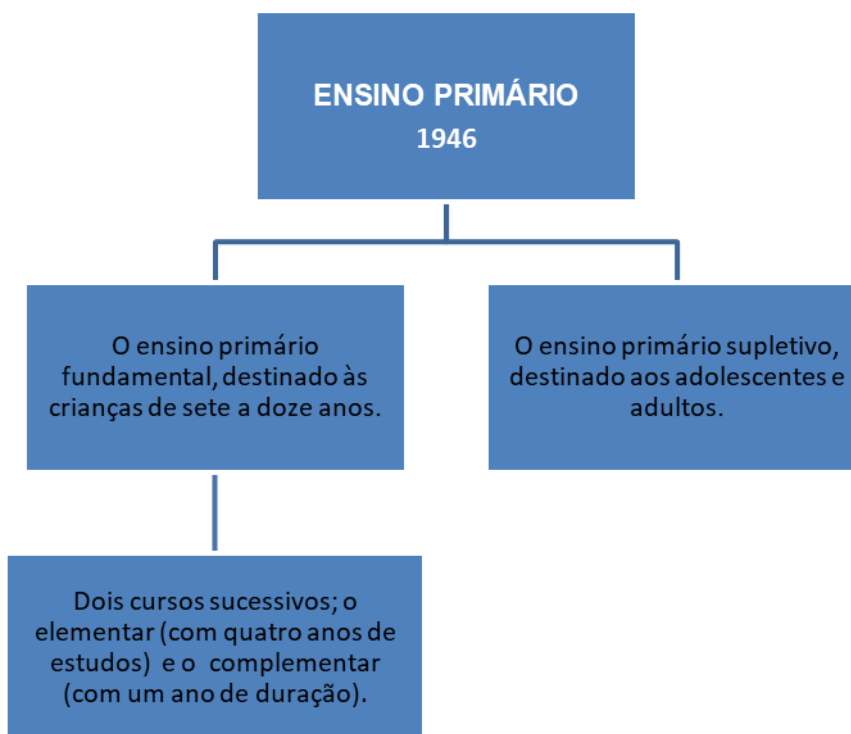 ENSINO PRIMÁRIO
1946
O ensino primário
fundamental, destinado às
crianças de sete a doze anos.
O ensino primário supletivo,
destinado aos adolescentes e
adultos.
Dois cursos sucessivos; o
elementar (com quatro anos de
estudos) e o complementar
(com um ano de duração).